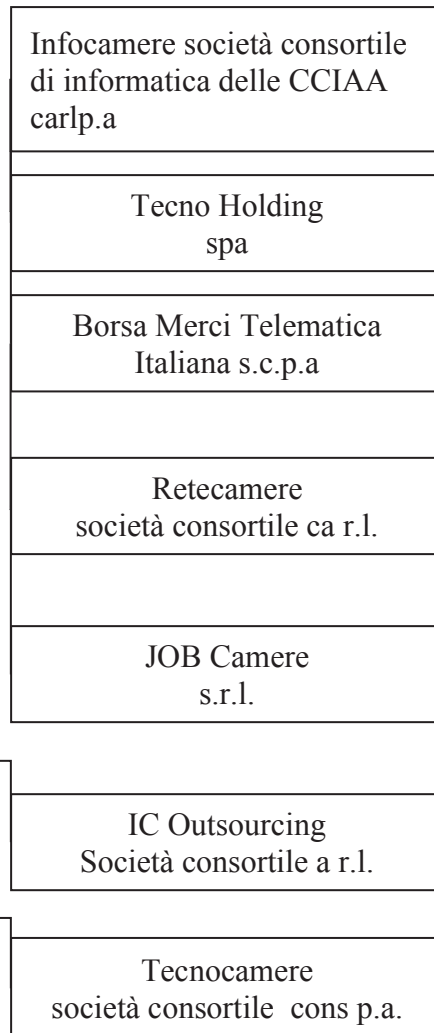 Infocamere società consortile
di informatica delle CCIAA
carlp.a
Tecno Holding
spa
Borsa Merci Telematica
Italiana s.c.p.a
Retecamere
società consortile ca r.l.
JOB Camere
s.r.l.
IC Outsourcing
Società consortile a r.l.
Tecnocamere
società consortile cons p.a.